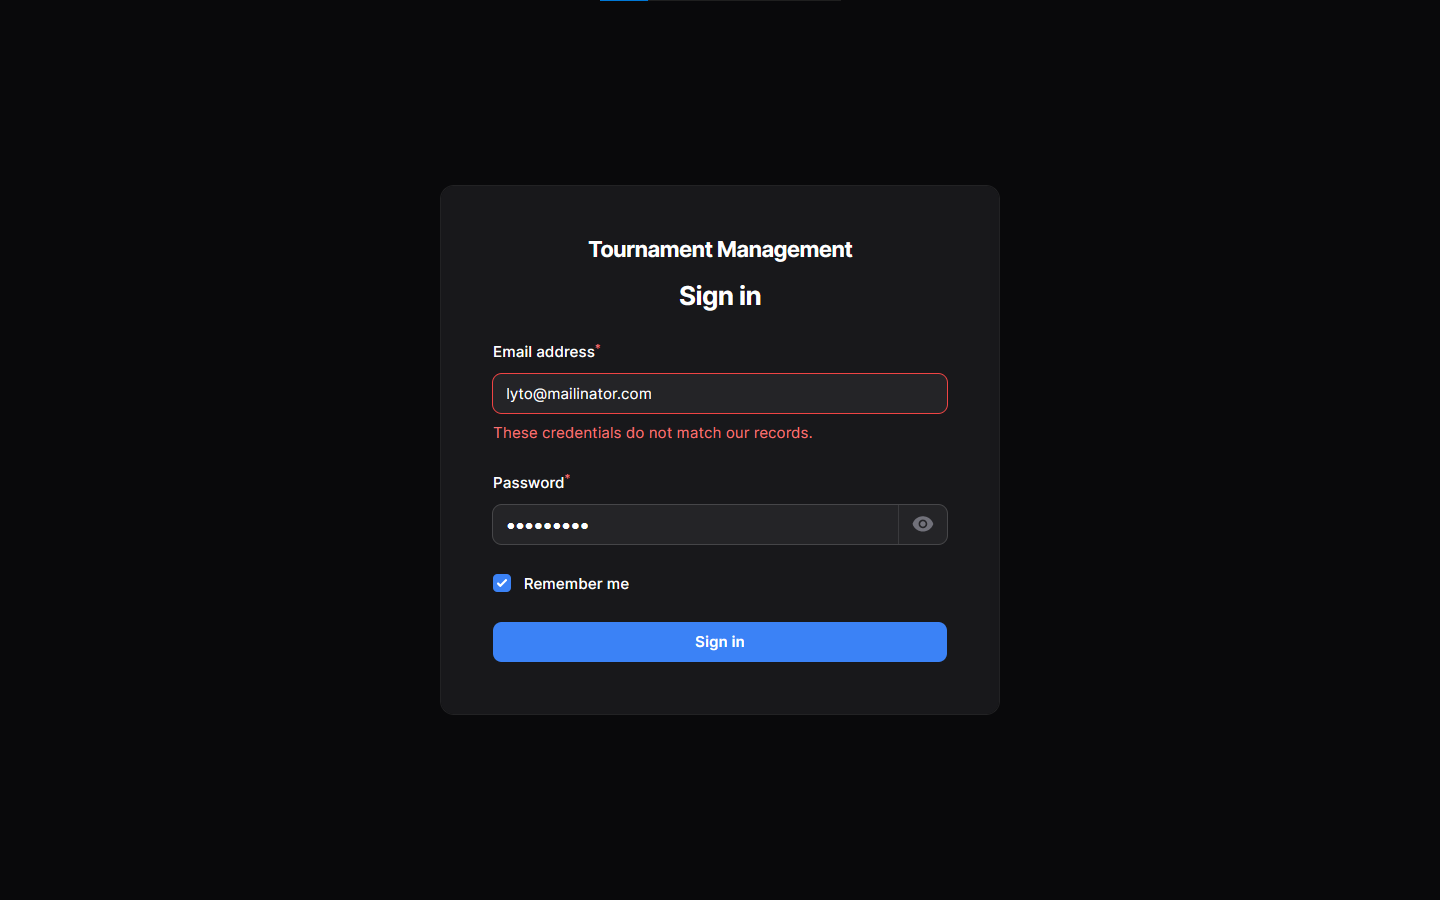 Tournament Management
Sign in
Email address*
lyto@mailinator.com
These credentials do not match our records.
Password*
•••••••••
Remember me
Sign in